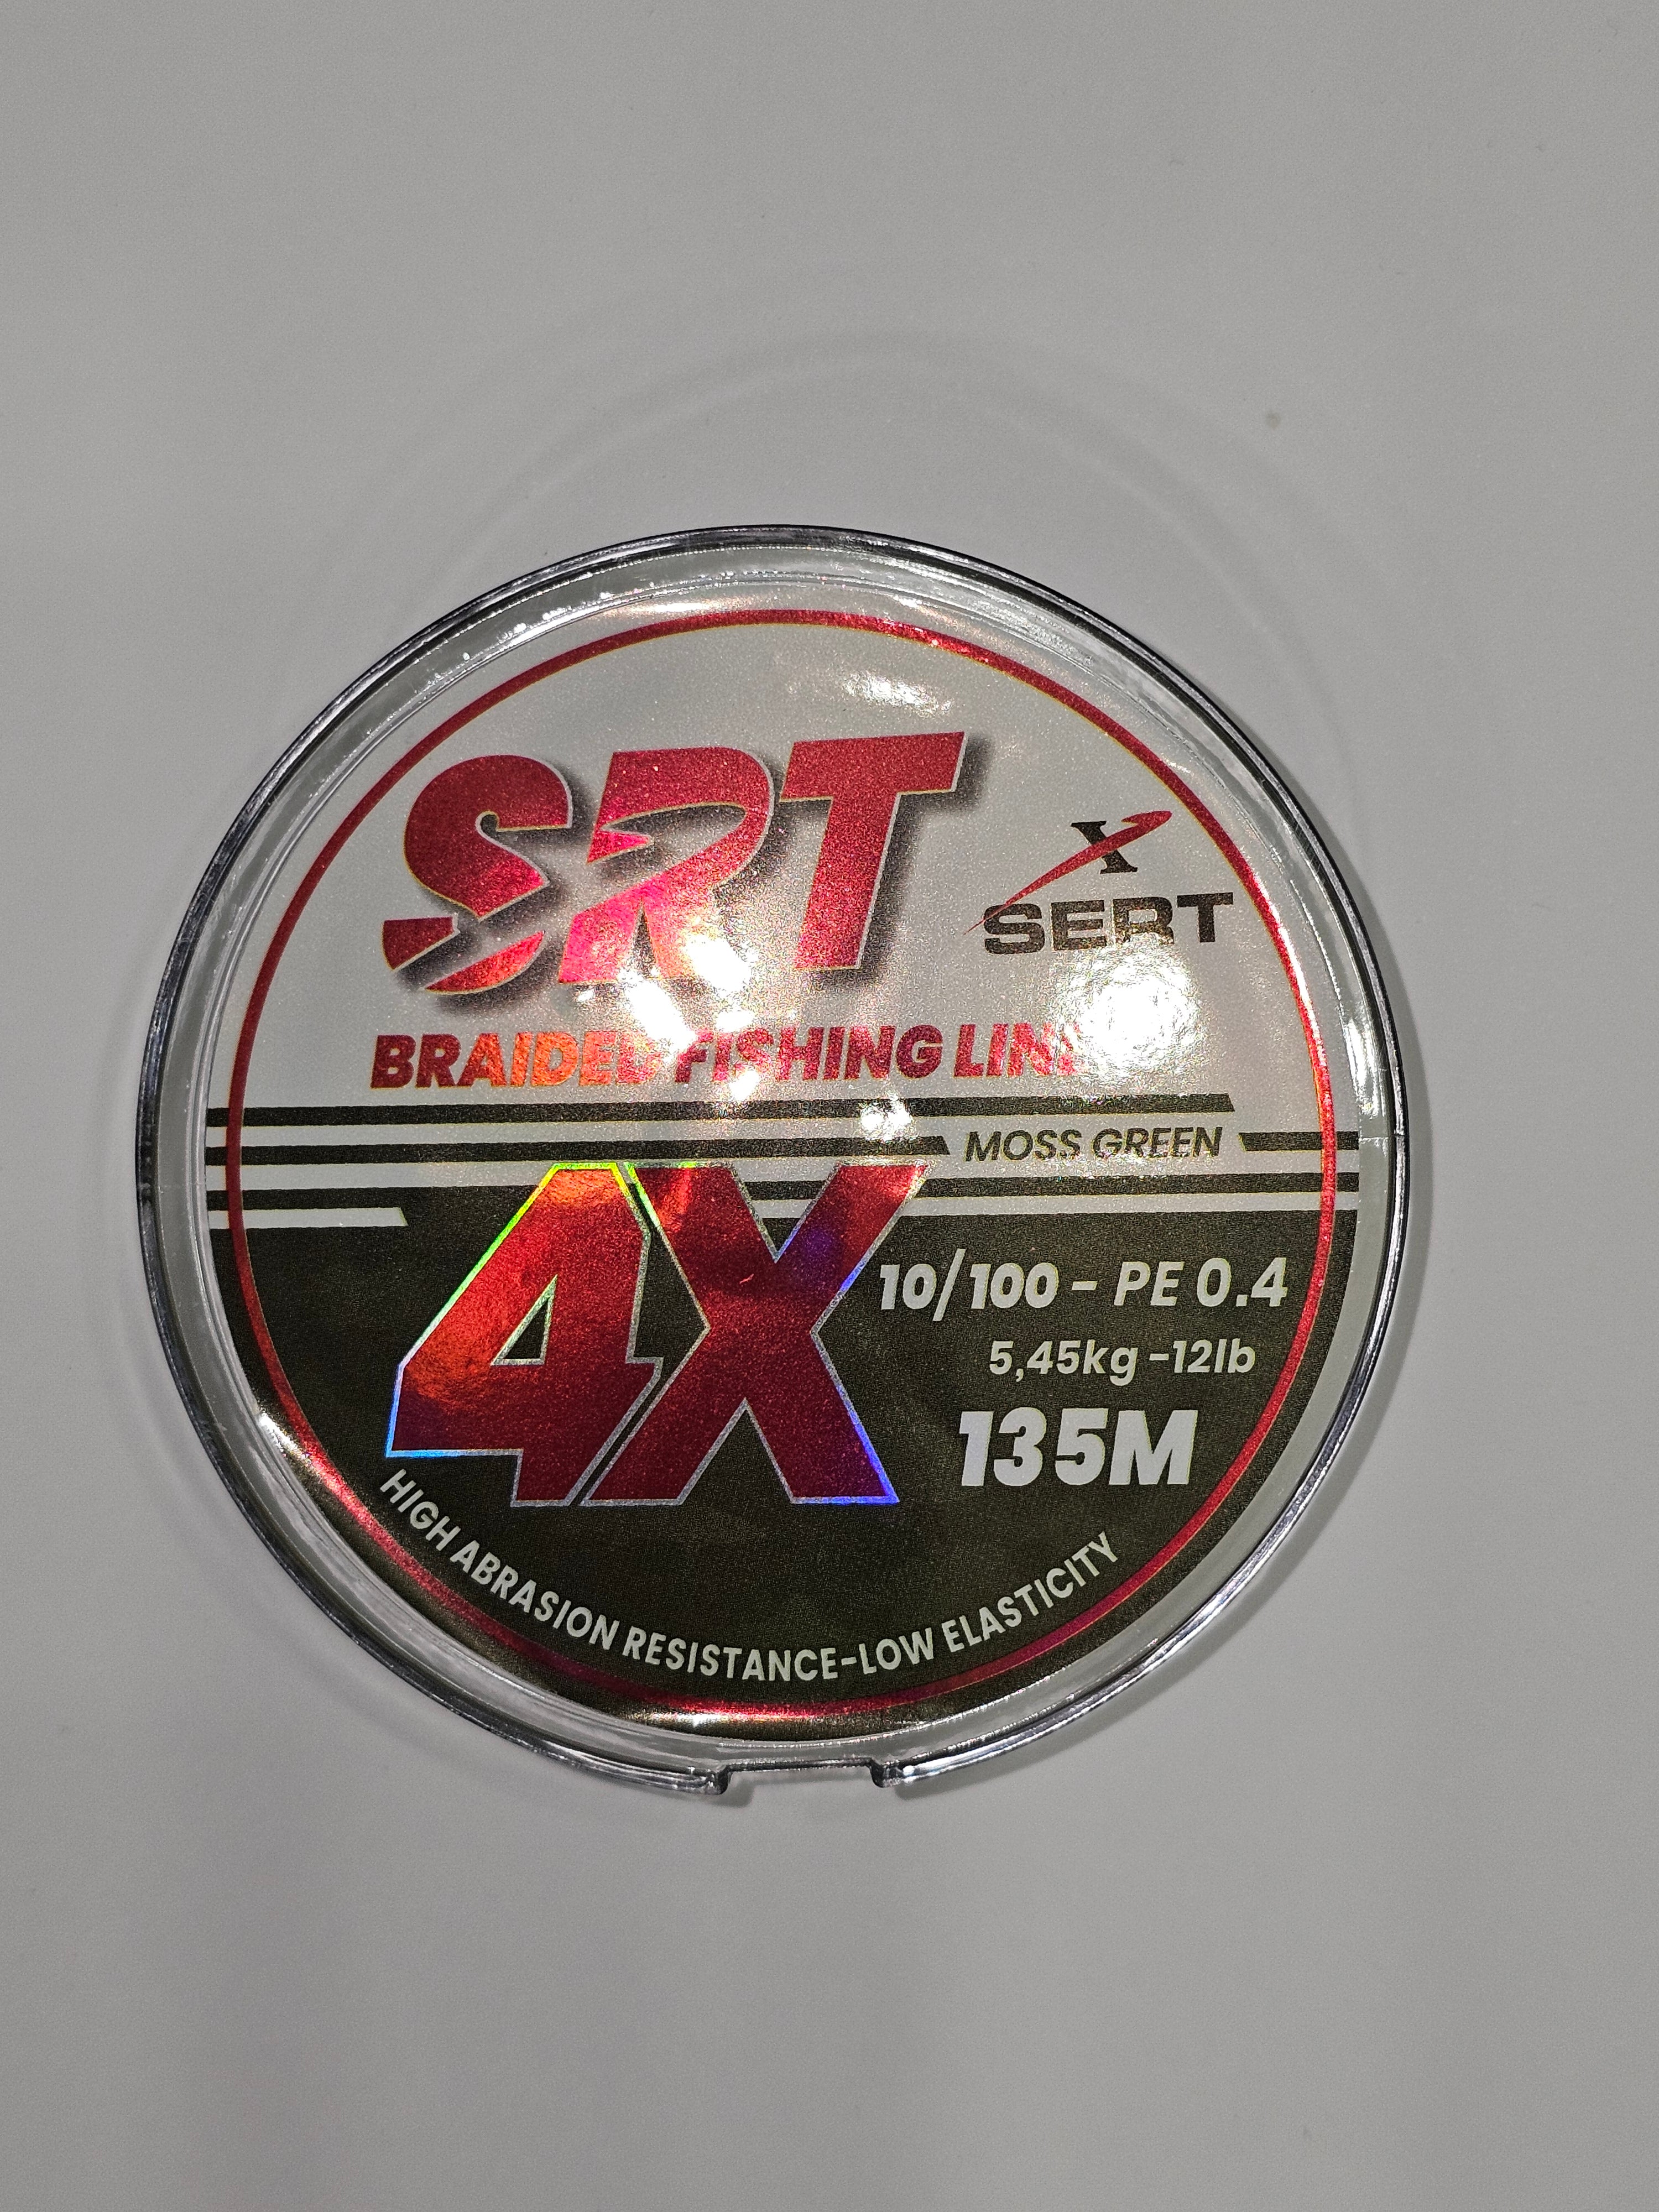 SRT
SERT
BRAIDED FISHING LINE
MOSS GREEN
4X
10/100 - PE 0.4
5,45kg -12lb
135M
HIGH ABRASION RESISTANCE-LOW ELASTICITY